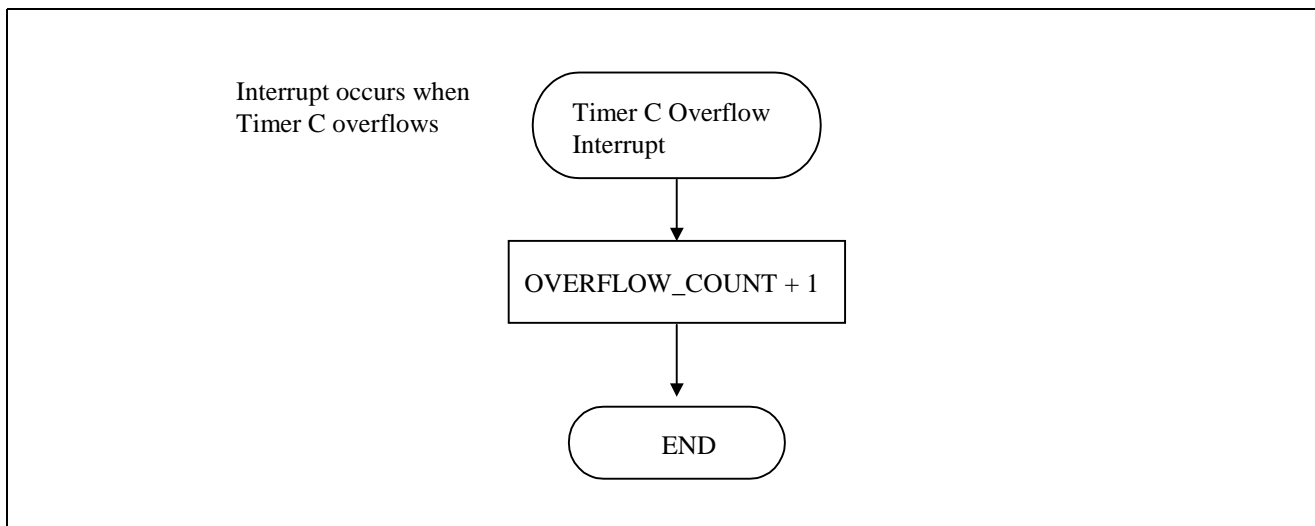 Interrupt occurs when
Timer C overflows
Timer C Overflow
Interrupt
OVERFLOW_COUNT + 1
END